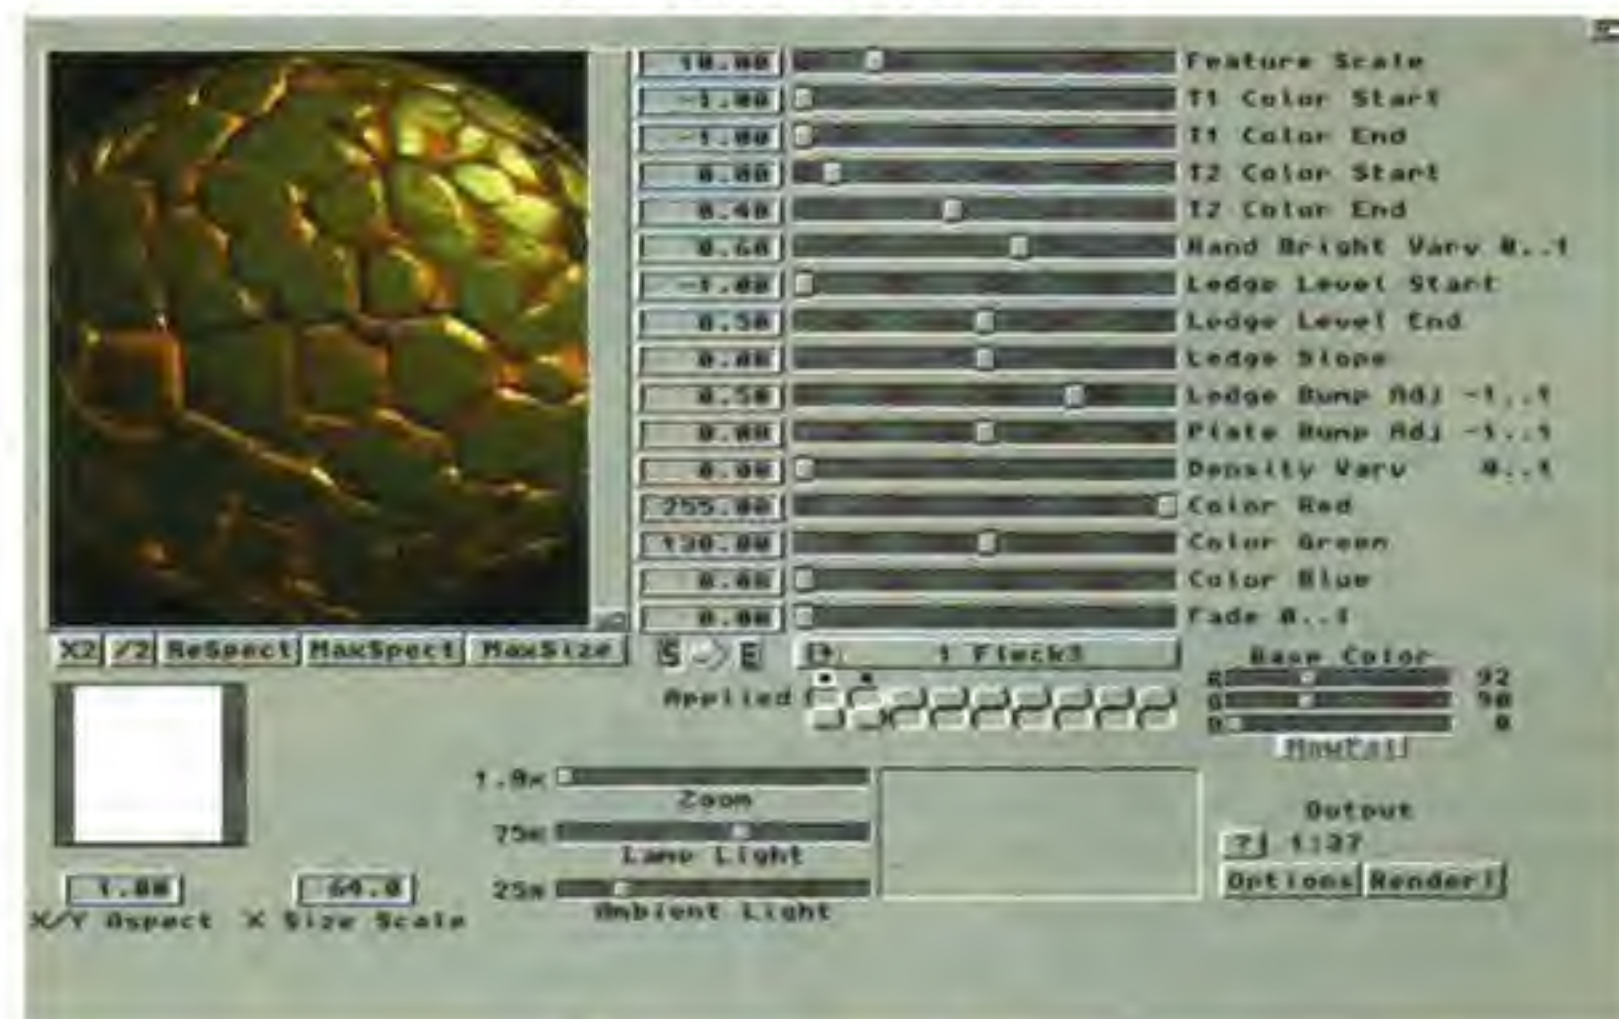 10.00 Feature Scale
-1.00 T1 Color Start
-1.00 T1 Color End
0.00 T2 Color Start
0.40 T2 Color End
0.60 Rand Bright Vary 0..1
-1.00 Ledge Level Start
0.50 Ledge Level End
0.00 Ledge Slope
0.50 Ledge Bump Adj -1..1
0.00 Plate Bump Adj -1..1
0.00 Density Vary 0..1
255.00 Color Red
130.00 Color Green
0.00 Color Blue
0.00 Fade 0..1
X2 /2 ReSpect MaxSpect MaxSize S E 1 Fleck3
Base Color
Applied
R 92
G 90
B 0
1.0x
Zoom
75%
Lamp Light
25%
Ambient Light
Output
? 1:37
Options Render!
1.00 64.0
X/Y Aspect X Size Scale